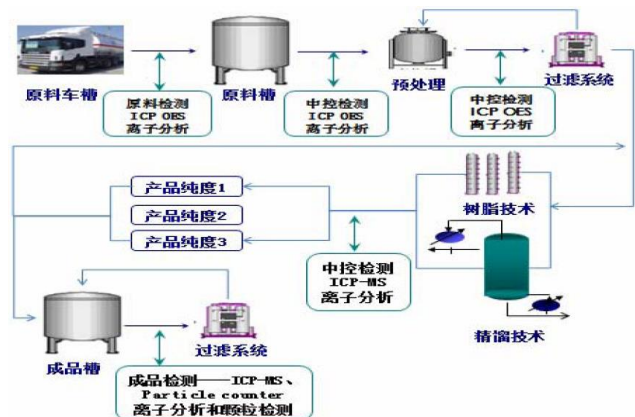 原料车槽
原料检测
ICP OES
离子分析
原料槽
中控检测
ICP OES
离子分析
预处理
中控检测
ICP OES
离子分析
过滤系统
产品纯度1
产品纯度2
产品纯度3
中控检测
ICP-MS
离子分析
树脂技术
精馏技术
成品槽
过滤系统
成品检测——ICP-MS、
Particle counter
离子分析和颗粒检测